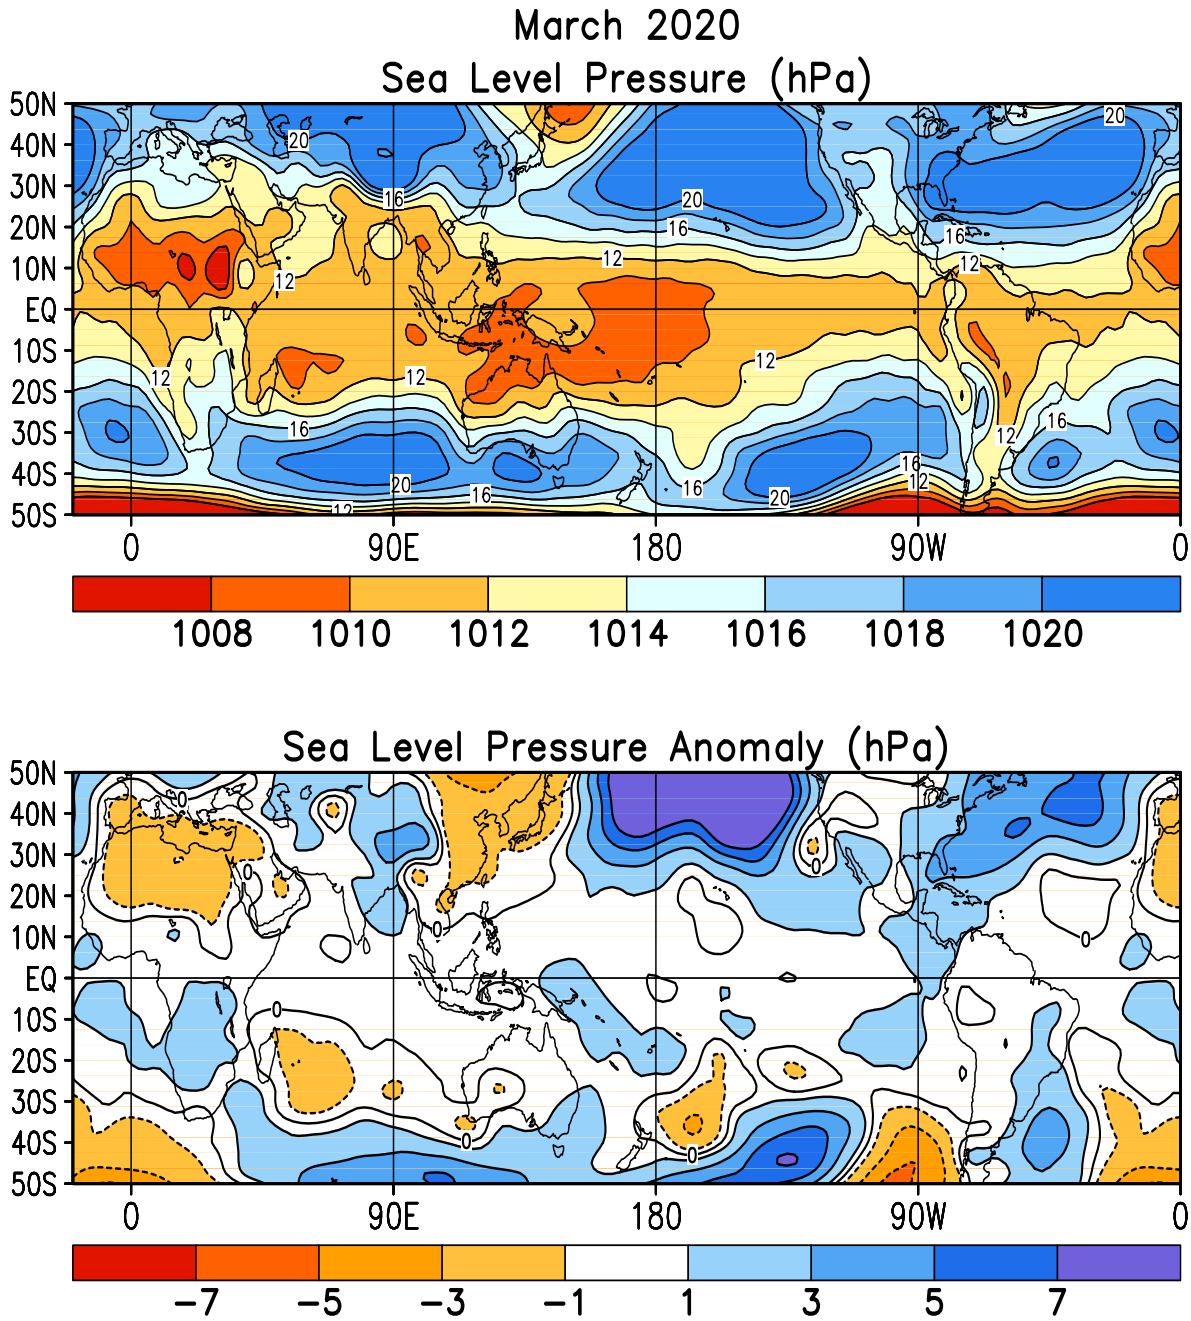 March 2020
Sea Level Pressure (hPa)
50N
40N
30N
20N
10N
EQ
10S
20S
30S
40S
50S
20
20
20
16
16
16
12
12
12
12
12
16
16
12
16
12
20
16
16
20
12
0 90E 180 90W 0
1008 1010 1012 1014 1016 1018 1020
Sea Level Pressure Anomaly (hPa)
50N
40N
30N
20N
10N
EQ
10S
20S
30S
40S
50S
0
0
0
0
0
0
0
0
0 90E 180 90W 0
−7 −5 −3 −1 1 3 5 7